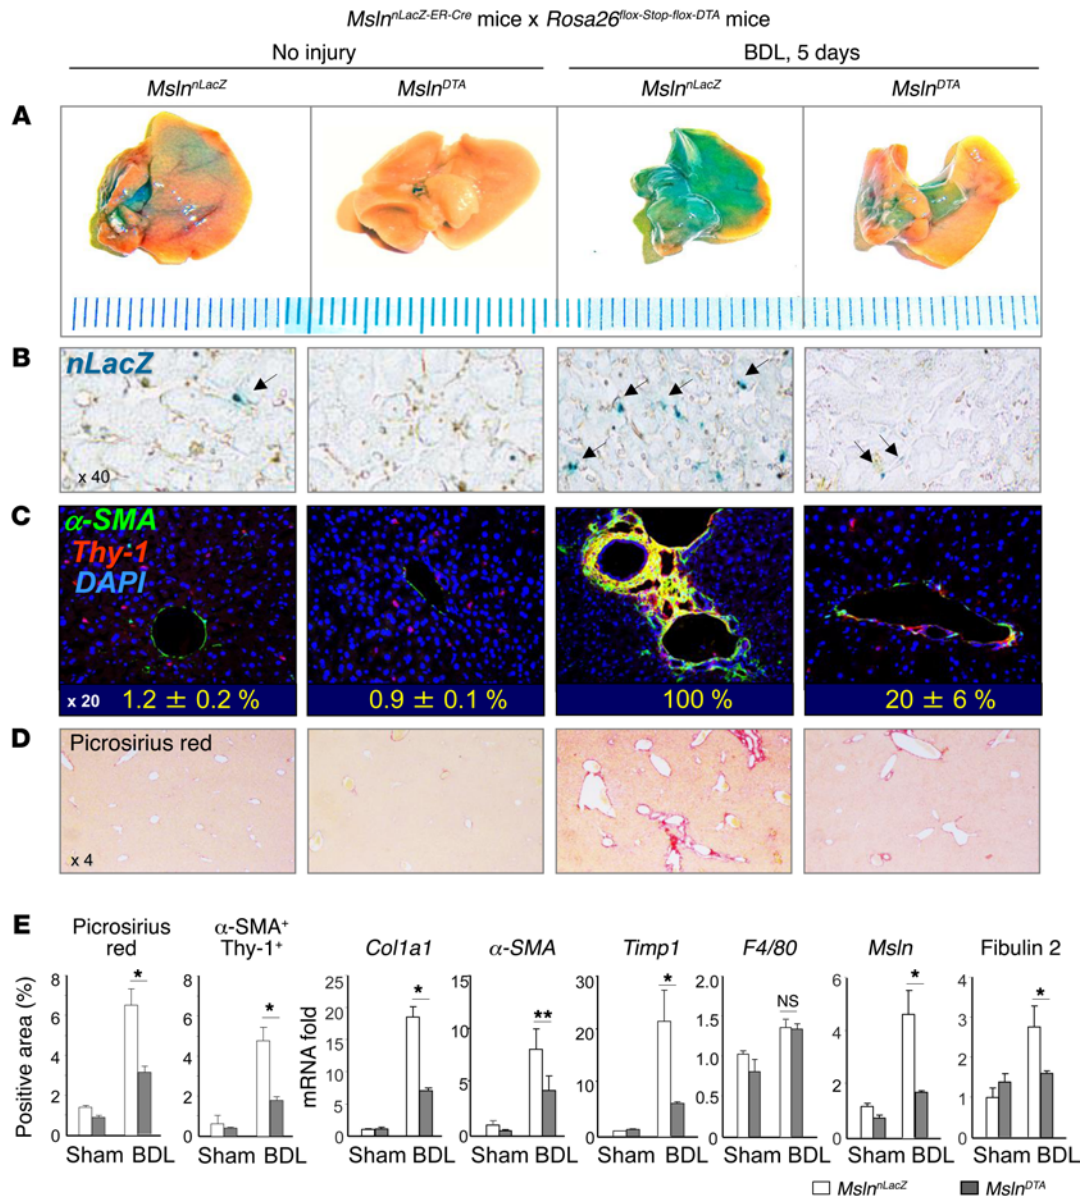 Msln^nLacZ-ER-Cre mice x Rosa26^flox-Stop-flox-DTA mice
No injury
BDL, 5 days
Msln^nLacZ
Msln^DTA
Msln^nLacZ
Msln^DTA
A
B
nLacZ
x 40
C
α-SMA
Thy-1
DAPI
x 20
1.2 ± 0.2 %
0.9 ± 0.1 %
100 %
20 ± 6 %
D
Picrosirius red
x 4
E
Picrosirius
red
α-SMA⁺
Thy-1⁺
Col1a1
α-SMA
Timp1
F4/80
Msln
Fibulin 2
Positive area (%)
8
6
4
2
0
*
Sham BDL
8
6
4
2
0
*
Sham BDL
mRNA fold
25
20
15
10
5
0
*
Sham BDL
15
10
5
0
**
Sham BDL
30
20
10
0
*
Sham BDL
2.0
1.5
1.0
0.5
0
NS
Sham BDL
6
4
2
0
*
Sham BDL
4
3
2
1
0
*
Sham BDL
Msln^nLacZ
Msln^DTA